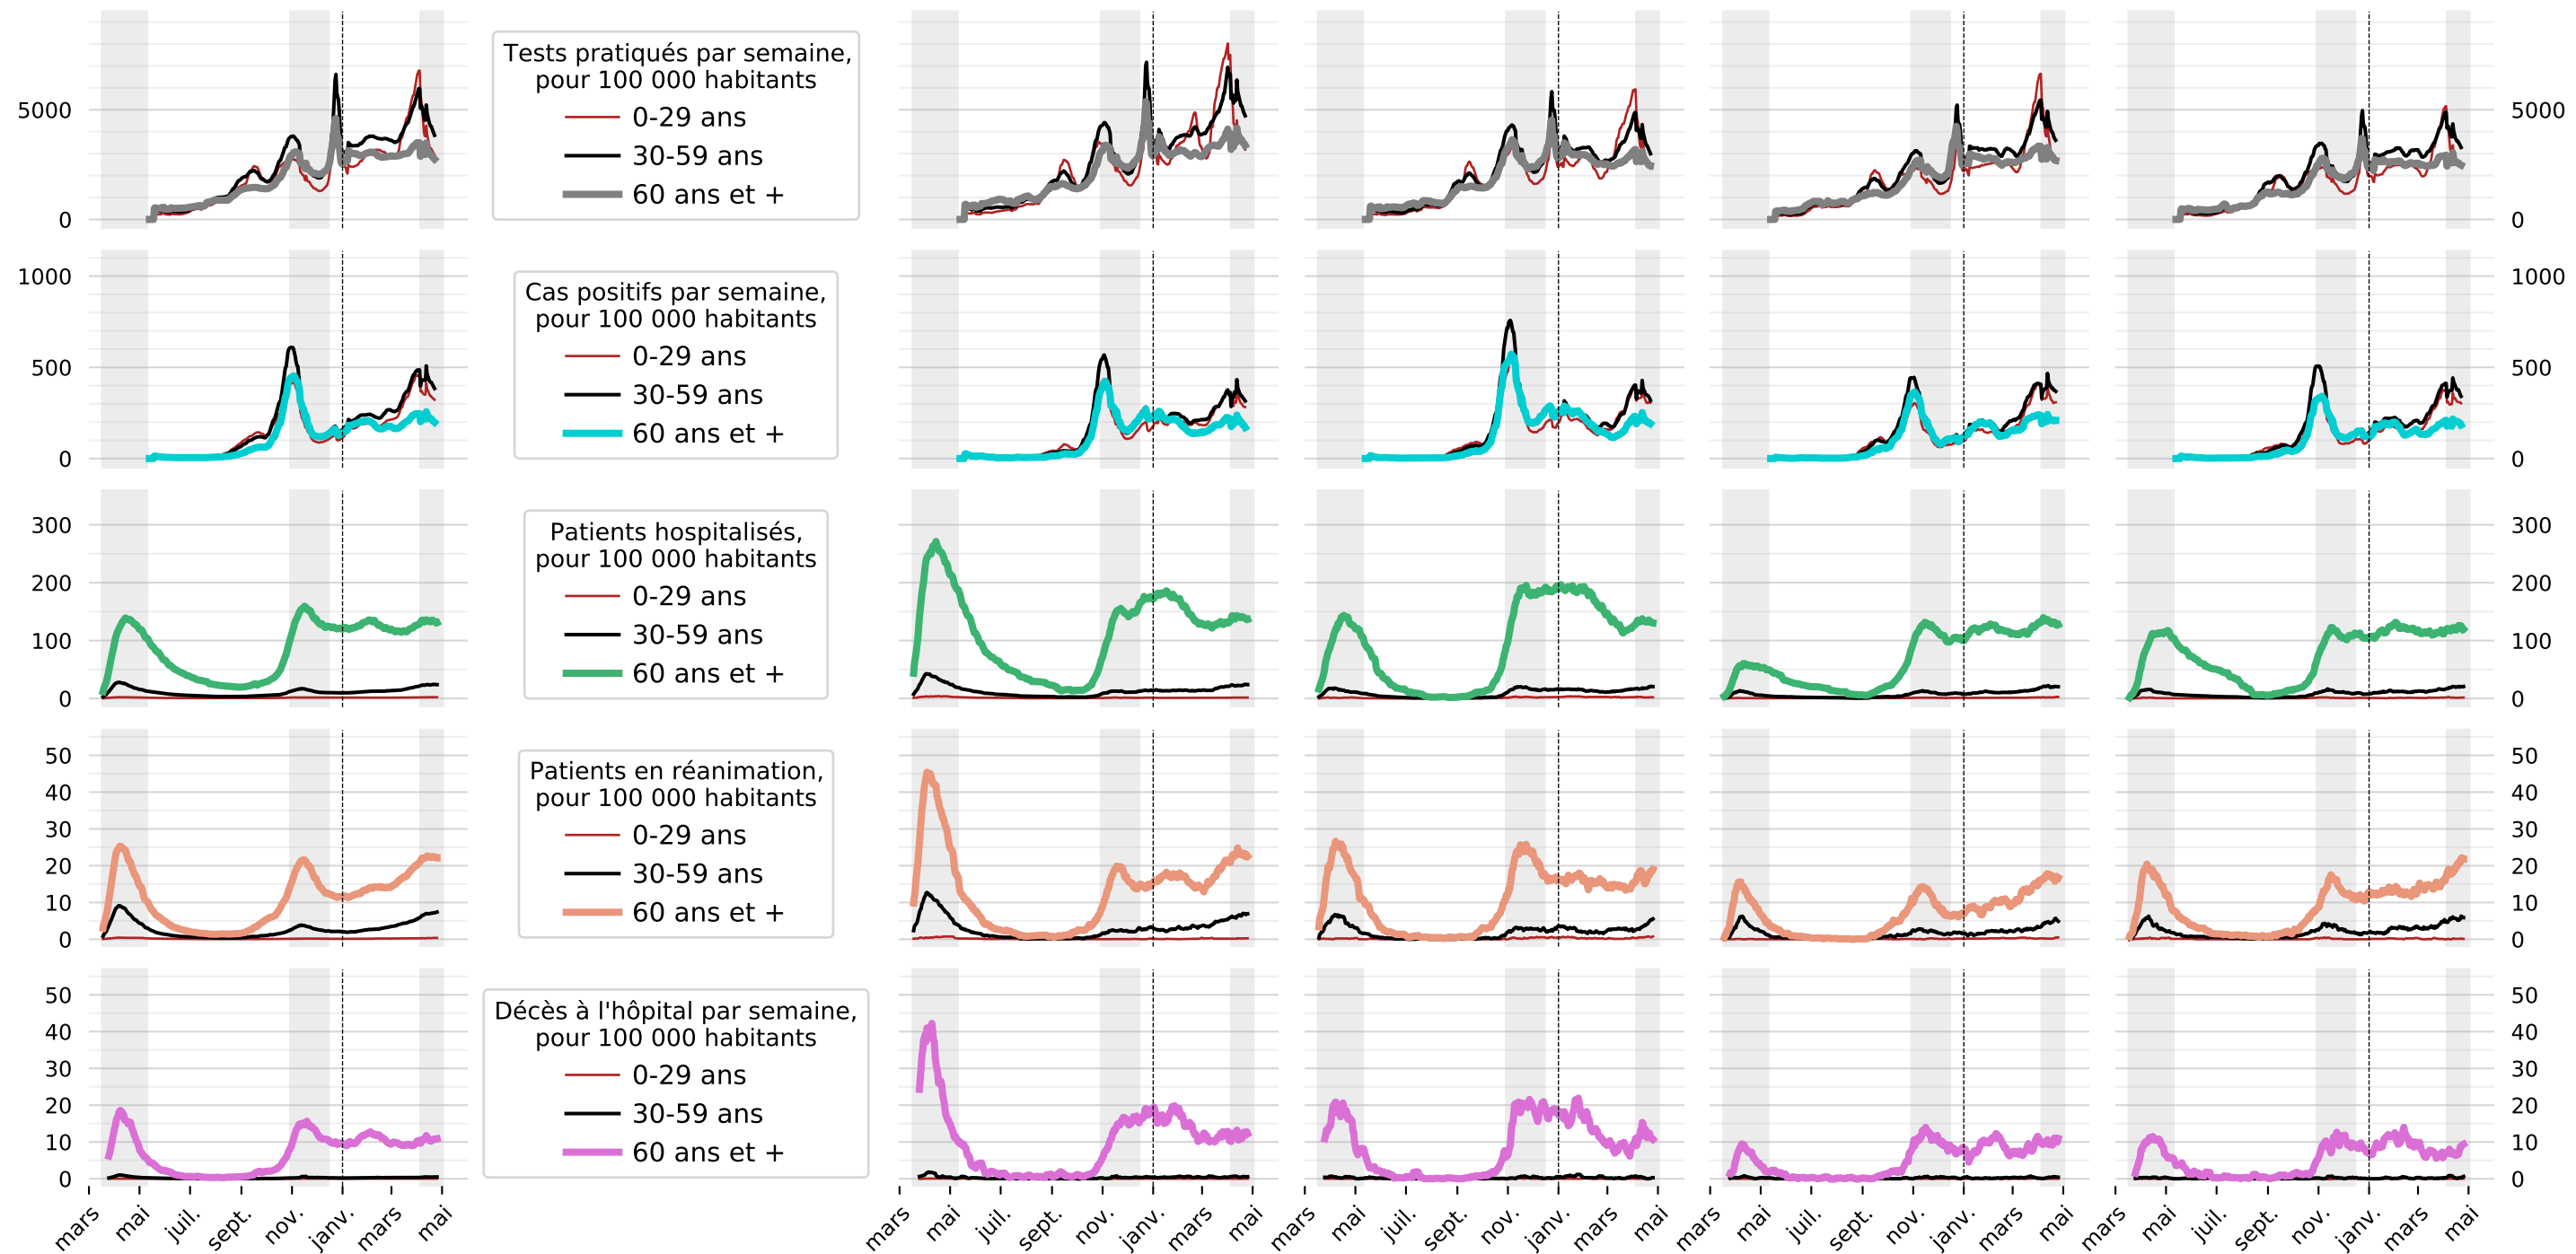 Tests pratiqués par semaine,
pour 100 000 habitants
0-29 ans
30-59 ans
60 ans et +
5000
0
5000
0
Cas positifs par semaine,
pour 100 000 habitants
0-29 ans
30-59 ans
60 ans et +
1000
500
0
1000
500
0
Patients hospitalisés,
pour 100 000 habitants
0-29 ans
30-59 ans
60 ans et +
300
200
100
0
300
200
100
0
Patients en réanimation,
pour 100 000 habitants
0-29 ans
30-59 ans
60 ans et +
50
40
30
20
10
0
50
40
30
20
10
0
Décès à l'hôpital par semaine,
pour 100 000 habitants
0-29 ans
30-59 ans
60 ans et +
50
40
30
20
10
0
50
40
30
20
10
0
mars mai juil. sept. nov. janv. mars mai
mars mai juil. sept. nov. janv. mars mai
mars mai juil. sept. nov. janv. mars mai
mars mai juil. sept. nov. janv. mars mai
mars mai juil. sept. nov. janv. mars mai